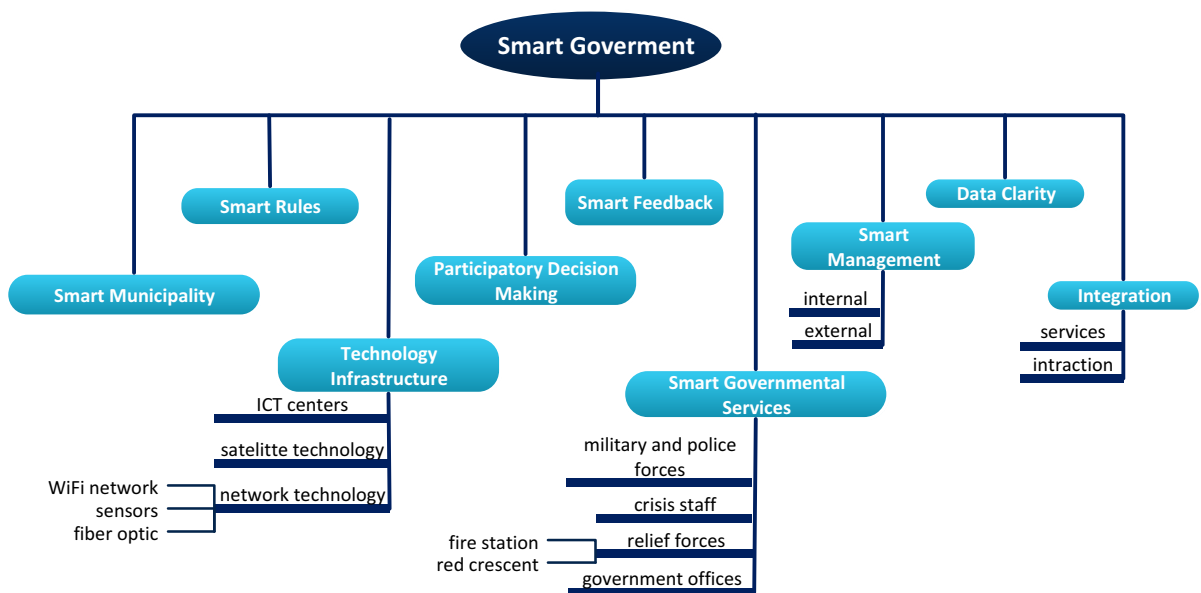 Smart Goverment
Smart Rules
Smart Feedback
Data Clarity
Smart
Management
Smart Municipality
Participatory Decision
Making
Integration
internal
external
services
intraction
Technology
Infrastructure
ICT centers
satelitte technology
network technology
WiFi network
sensors
fiber optic
Smart Governmental
Services
military and police
forces
crisis staff
relief forces
fire station
red crescent
government offices